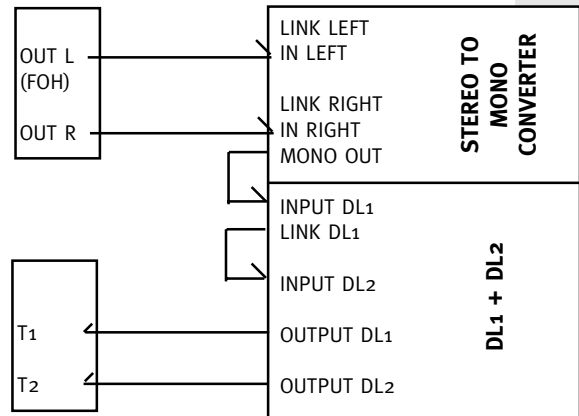 OUT L
(FOH)
OUT R
LINK LEFT
IN LEFT
LINK RIGHT
IN RIGHT
MONO OUT
STEREO TO
MONO
CONVERTER
INPUT DL1
LINK DL1
INPUT DL2
OUTPUT DL1
OUTPUT DL2
DL1 + DL2
T1
T2